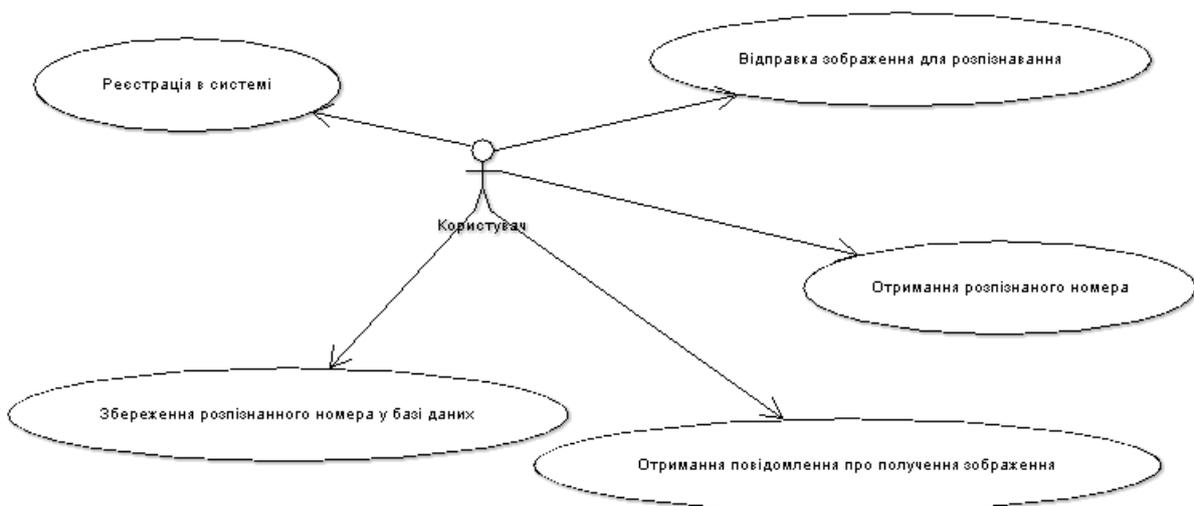 Відправка зображення для розпізнавання
Реєстрація в системі
Користувач
Отримання розпізнаного номера
Збереження розпізнанного номера у базі даних
Отримання повідомлення про получення зображення